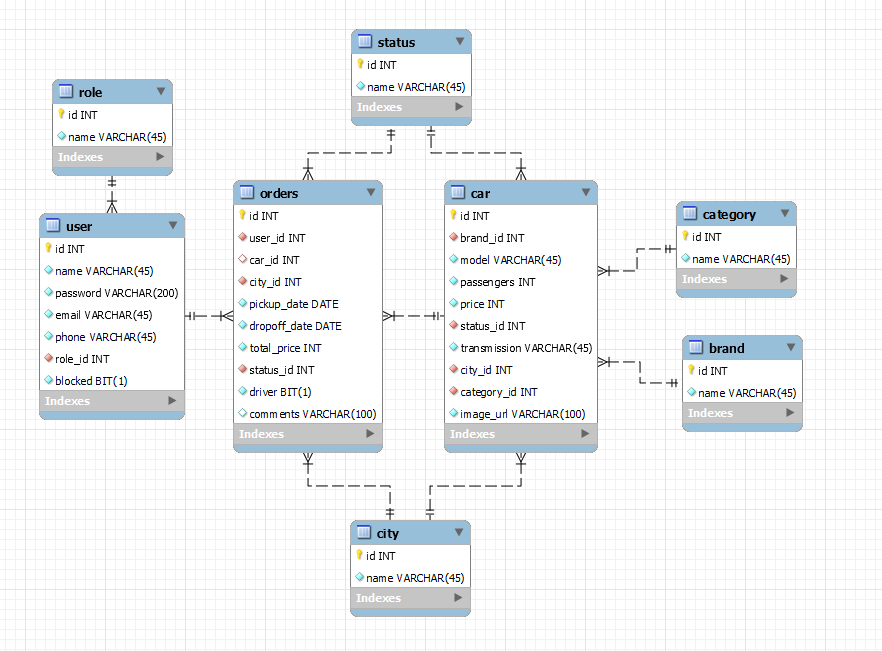 status
id INT
name VARCHAR(45)
Indexes
role
id INT
name VARCHAR(45)
Indexes
user
id INT
name VARCHAR(45)
password VARCHAR(200)
email VARCHAR(45)
phone VARCHAR(45)
role_id INT
blocked BIT(1)
Indexes
orders
id INT
user_id INT
car_id INT
city_id INT
pickup_date DATE
dropoff_date DATE
total_price INT
status_id INT
driver BIT(1)
comments VARCHAR(100)
Indexes
car
id INT
brand_id INT
model VARCHAR(45)
passengers INT
price INT
status_id INT
transmission VARCHAR(45)
city_id INT
category_id INT
image_url VARCHAR(100)
Indexes
category
id INT
name VARCHAR(45)
Indexes
brand
id INT
name VARCHAR(45)
Indexes
city
id INT
name VARCHAR(45)
Indexes